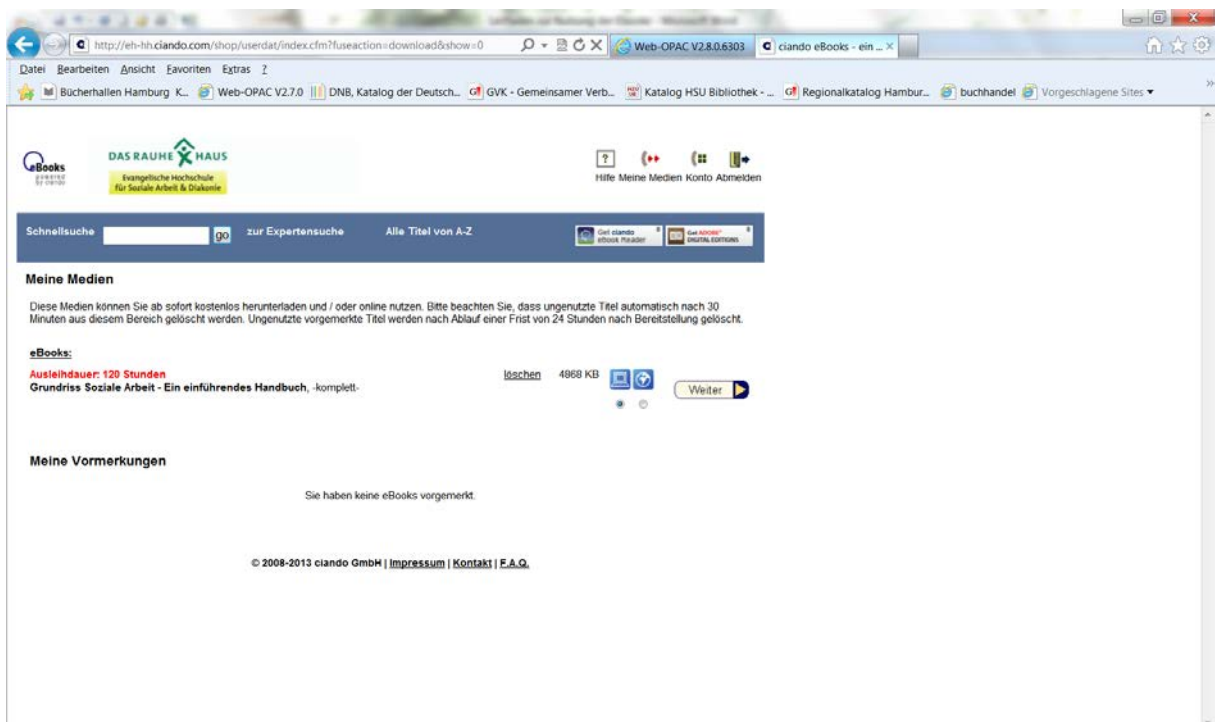 http://eh-hh.ciando.com/shop/userdat/index.cfm?fuseaction=download&show=0
Web-OPAC V2.8.0.6303
ciando eBooks - ein ...
Datei Bearbeiten Ansicht Favoriten Extras ?
Bücherhallen Hamburg K... Web-OPAC V2.7.0 DNB, Katalog der Deutsch... GVK - Gemeinsamer Verb... Katalog HSU Bibliothek - ... Regionalkatalog Hambur... buchhandel Vorgeschlagene Sites
eBooks
powered
by ciando
DAS RAUHE HAUS
Evangelische Hochschule
für Soziale Arbeit & Diakonie
Hilfe Meine Medien Konto Abmelden
Schnellsuche go zur Expertensuche Alle Titel von A-Z
Get ciando
eBook Reader
Get ADOBE®
DIGITAL EDITIONS
Meine Medien
Diese Medien können Sie ab sofort kostenlos herunterladen und / oder online nutzen. Bitte beachten Sie, dass ungenutzte Titel automatisch nach 30
Minuten aus diesem Bereich gelöscht werden. Ungenutzte vorgemerkte Titel werden nach Ablauf einer Frist von 24 Stunden nach Bereitstellung gelöscht.
eBooks:
Ausleihdauer: 120 Stunden
Grundriss Soziale Arbeit - Ein einführendes Handbuch, -komplett-
löschen 4868 KB
Weiter
Meine Vormerkungen
Sie haben keine eBooks vorgemerkt.
© 2008-2013 ciando GmbH | Impressum | Kontakt | F.A.Q.